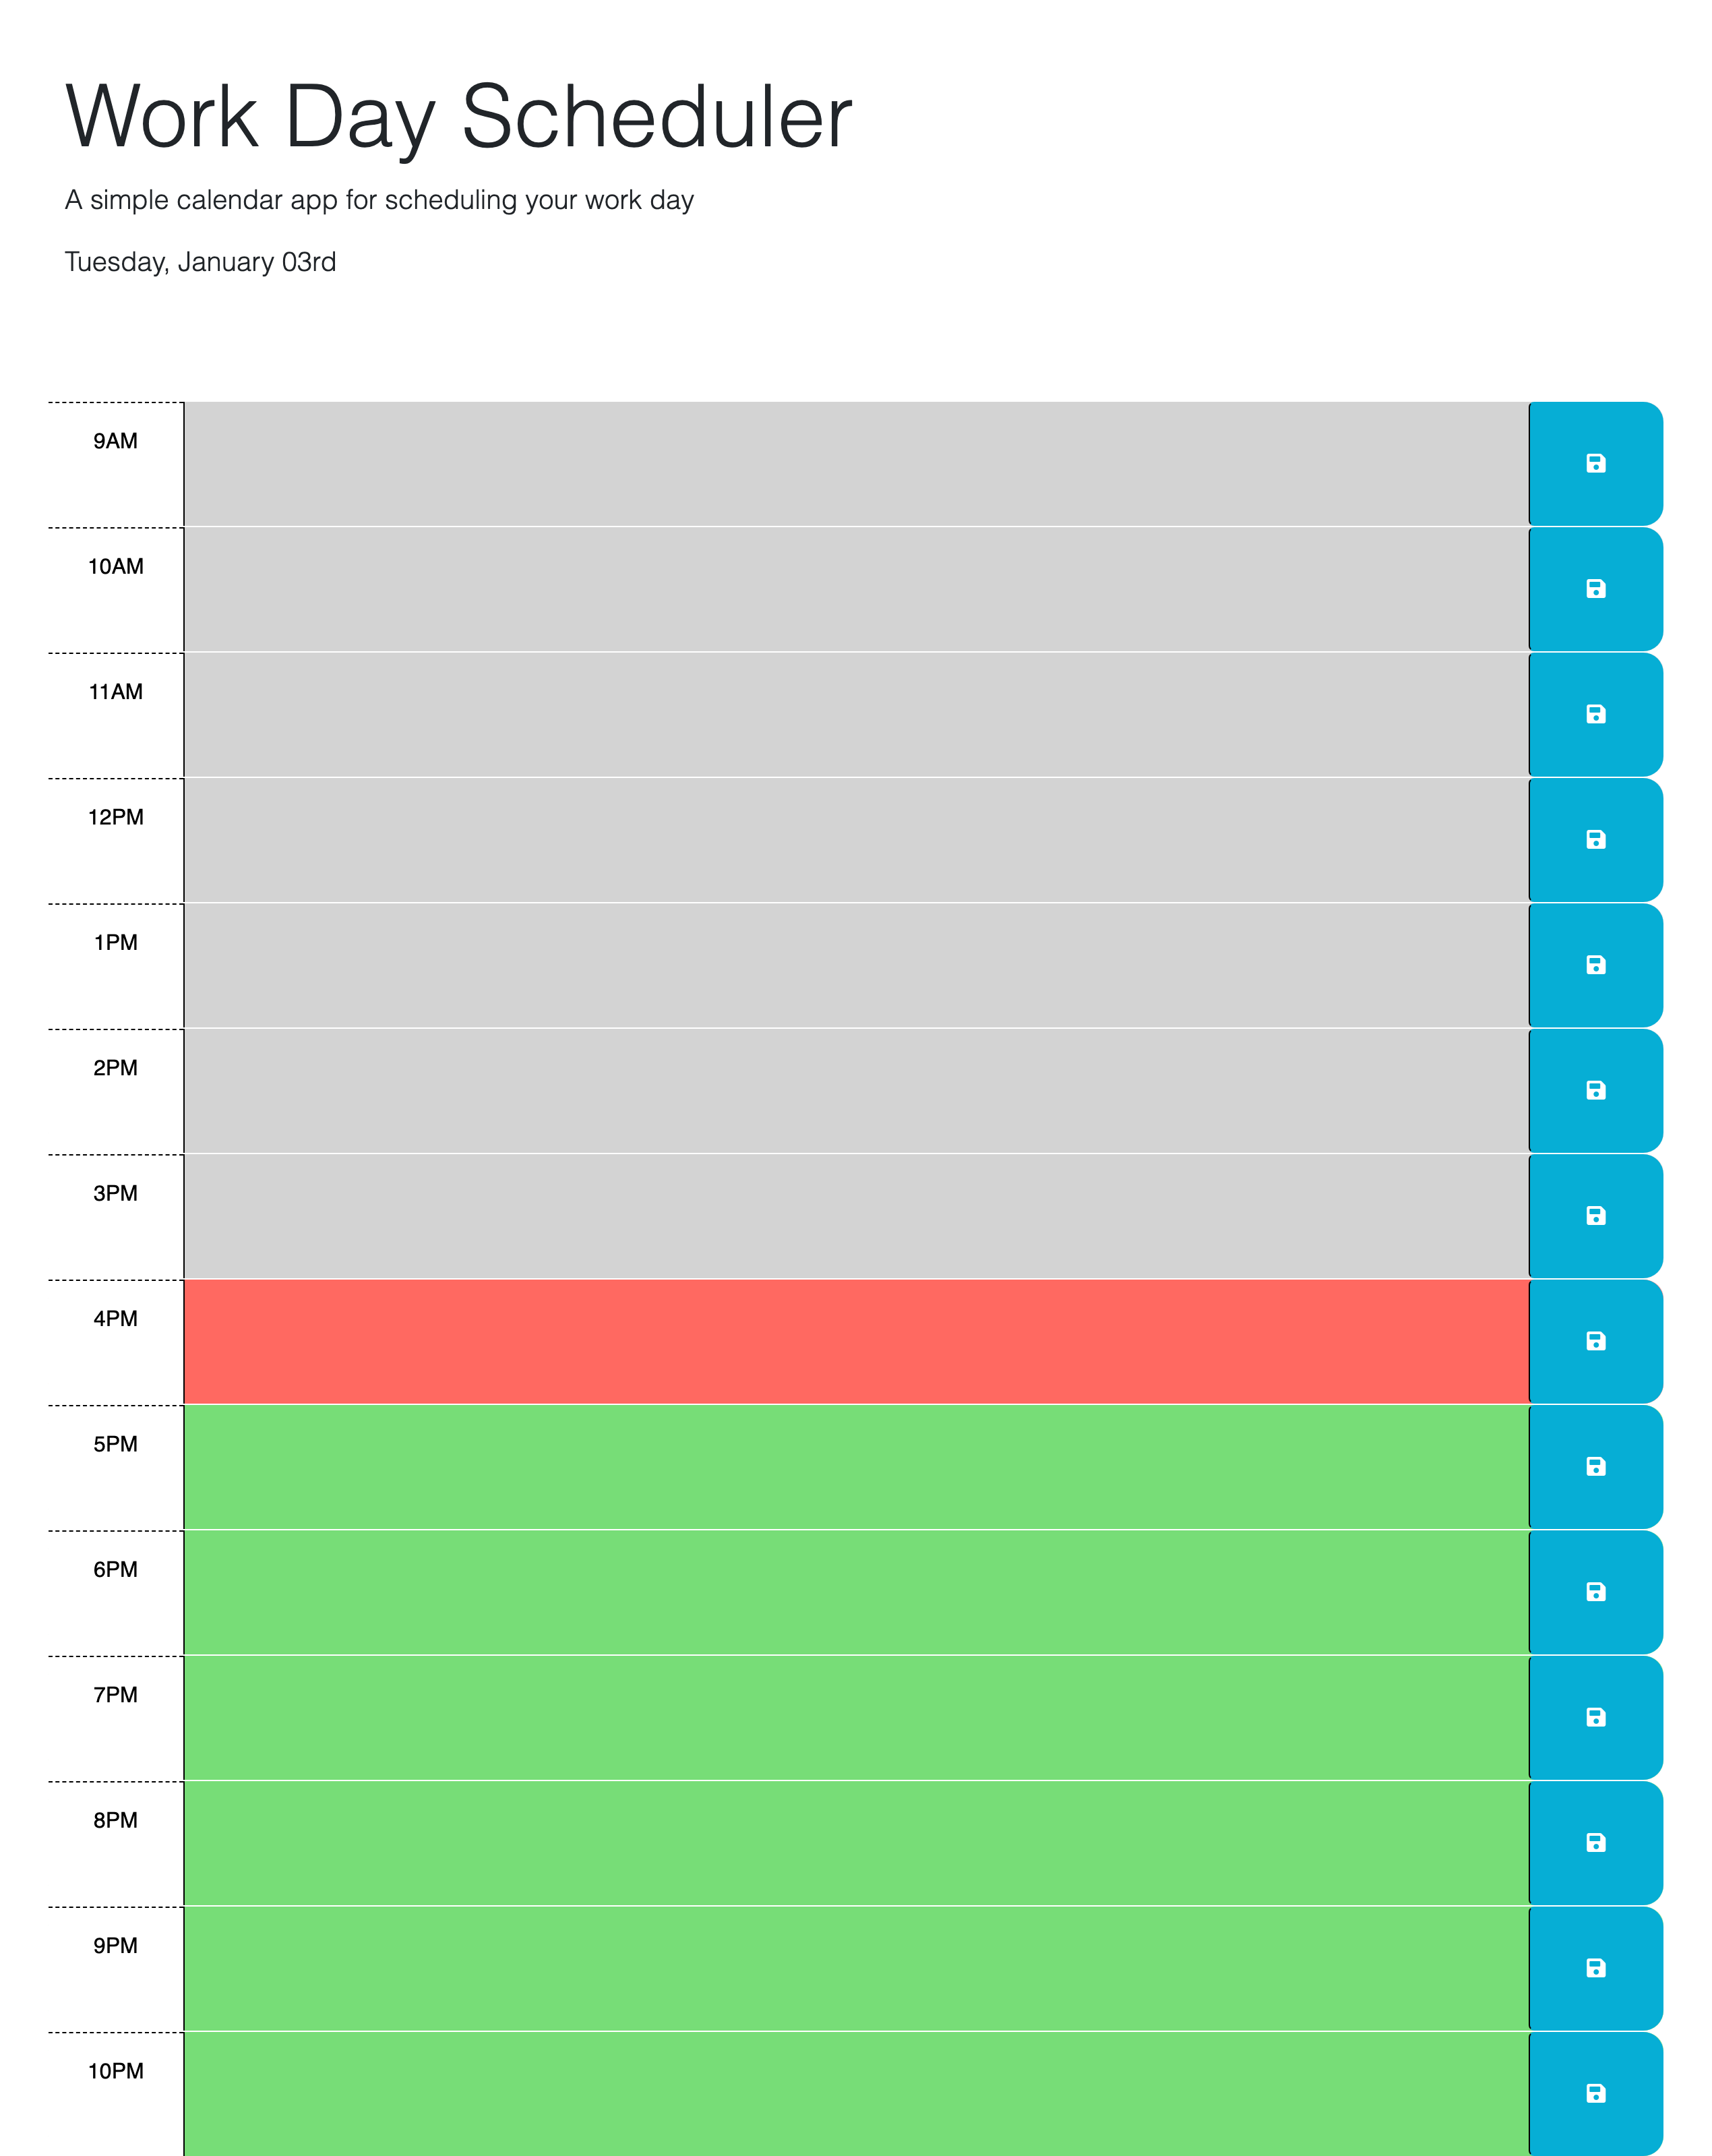 Work Day Scheduler
A simple calendar app for scheduling your work day
Tuesday, January 03rd
9AM
10AM
11AM
12PM
1PM
2PM
3PM
4PM
5PM
6PM
7PM
8PM
9PM
10PM